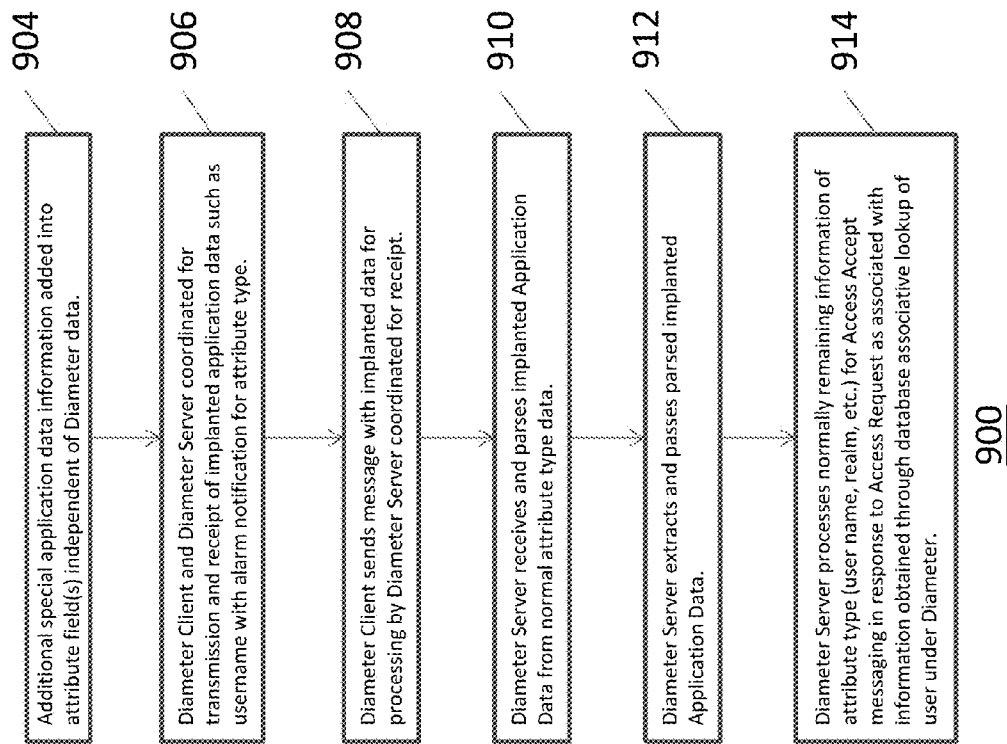 904
Additional special application data information added into
attribute field(s) independent of Diameter data.
906
Diameter Client and Diameter Server coordinated for
transmission and receipt of implanted application data such as
username with alarm notification for attribute type.
908
Diameter Client sends message with implanted data for
processing by Diameter Server coordinated for receipt.
910
Diameter Server receives and parses implanted Application
Data from normal attribute type data.
912
Diameter Server extracts and passes parsed implanted
Application Data.
914
Diameter Server processes normally remaining information of
attribute type (user name, realm, etc.) for Access Accept
messaging in response to Access Request as associated with
information obtained through database associative lookup of
user under Diameter.
900